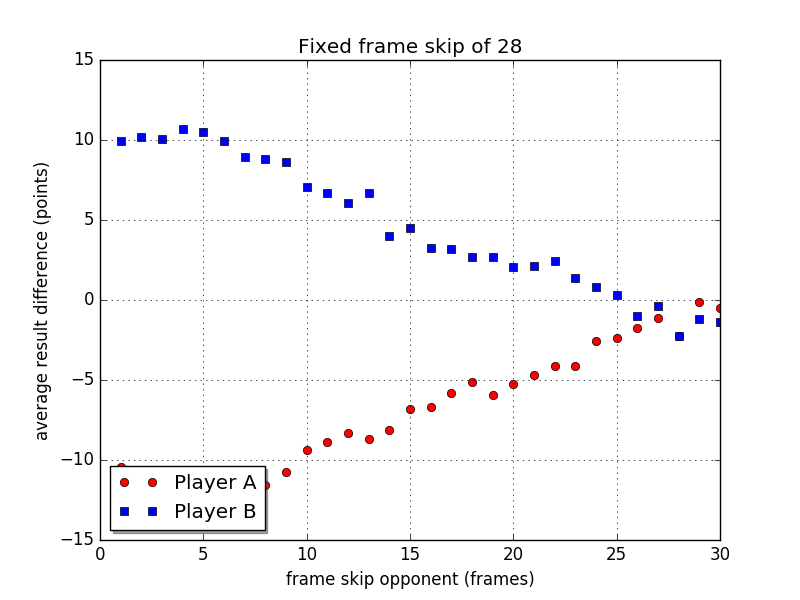 Fixed frame skip of 28
15
10
5
0
−5
−10
−15
average result difference (points)
Player A
Player B
0 5 10 15 20 25 30
frame skip opponent (frames)